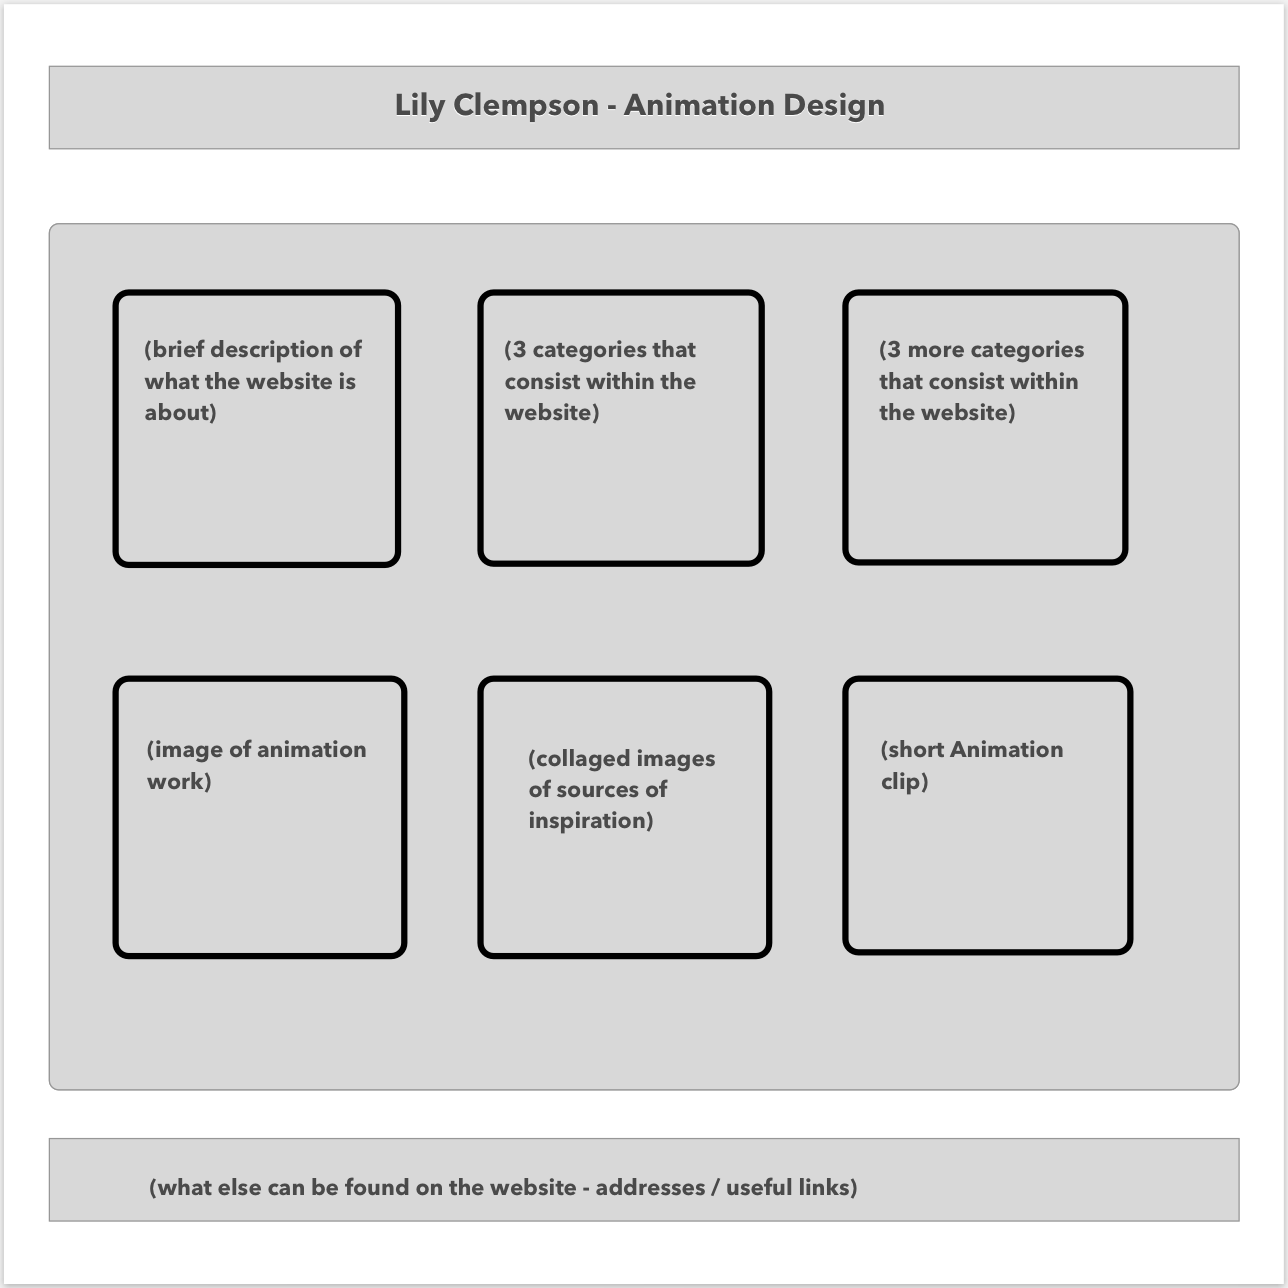 Lily Clempson - Animation Design
(brief description of
what the website is
about)
(3 categories that
consist within the
website)
(3 more categories
that consist within
the website)
(image of animation
work)
(collaged images
of sources of
inspiration)
(short Animation
clip)
(what else can be found on the website - addresses / useful links)